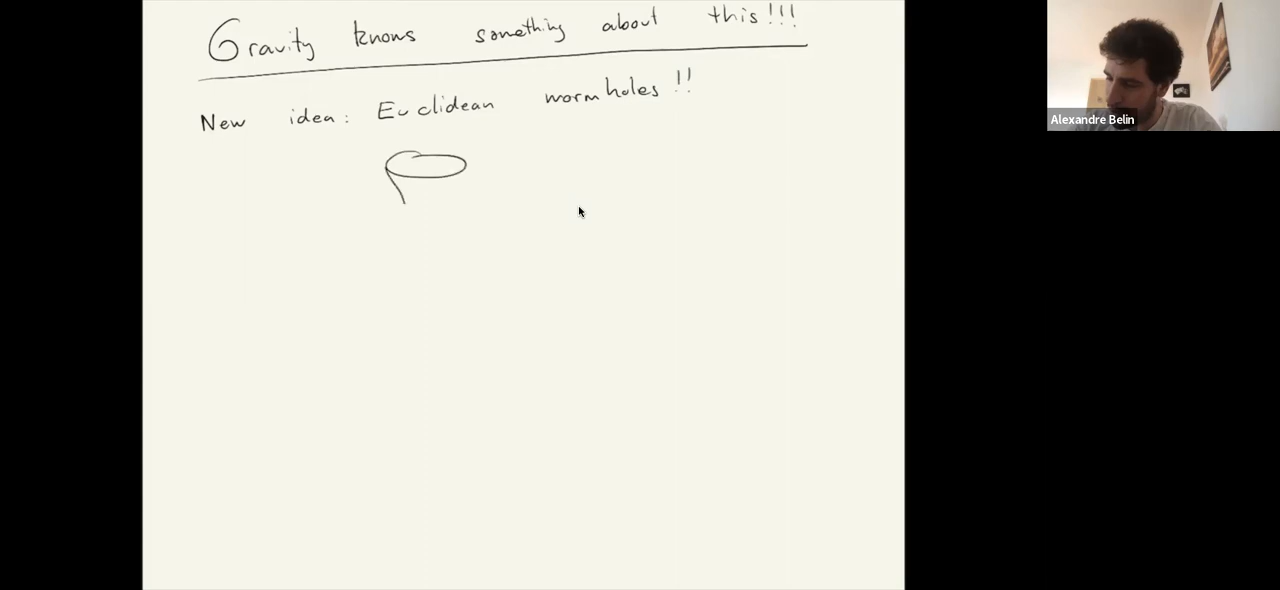 Gravity knows something about this!!!
New idea: Euclidean wormholes!!
Alexandre Belin